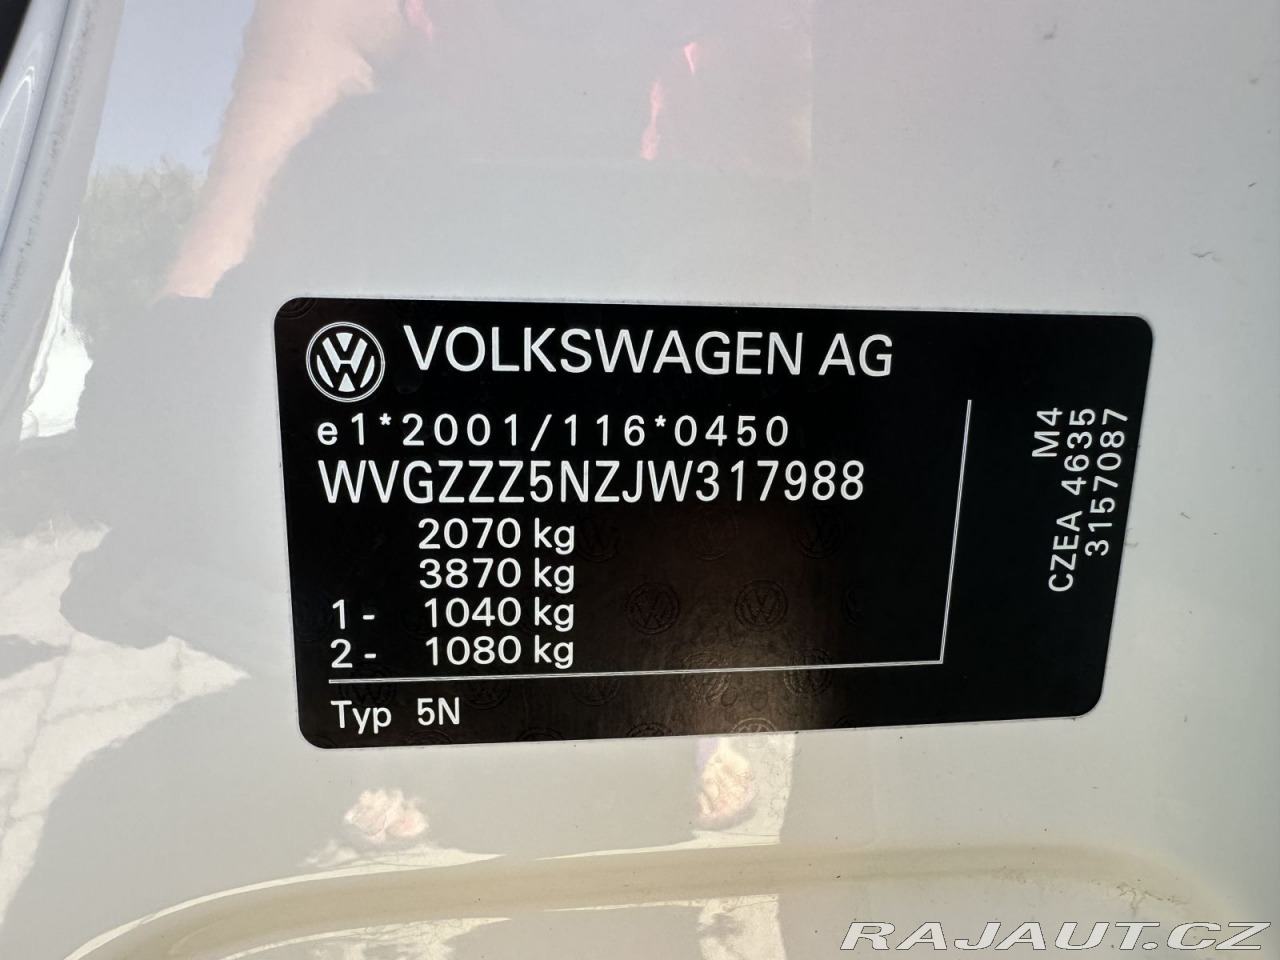 VOLKSWAGEN AG
e1*2001/116*0450
WVGZZZ5NZJW317988
2070 kg
3870 kg
1- 1040 kg
2- 1080 kg
Typ 5N
M4
CZEA 4635
3157087
RAJAUT.CZ